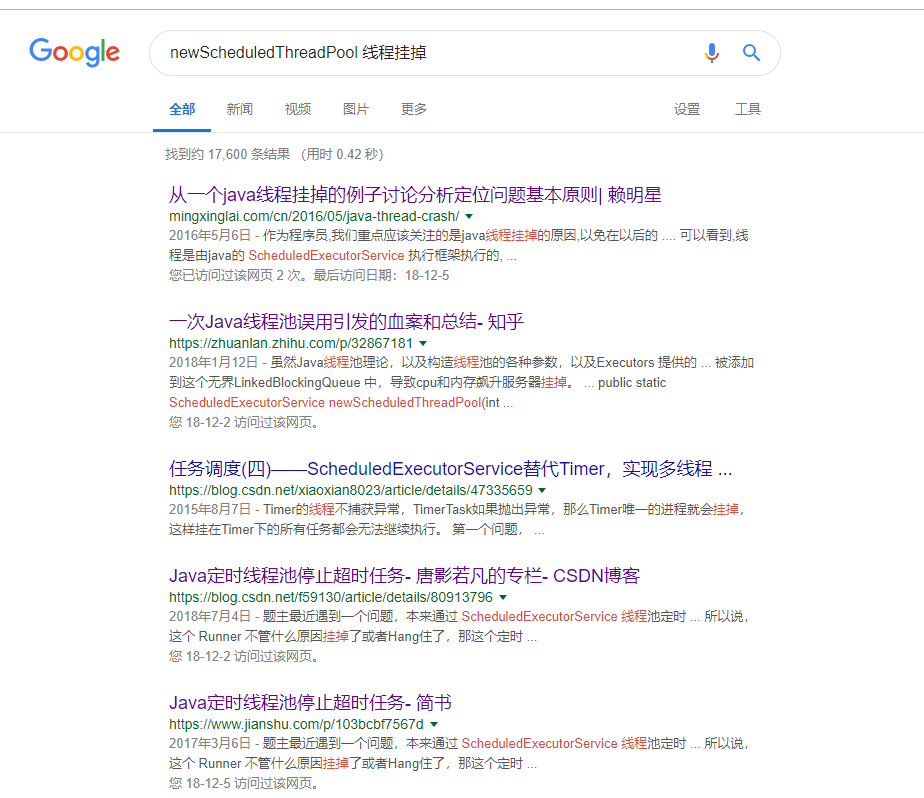 Google
newScheduledThreadPool 线程挂掉
全部 新闻 视频 图片 更多 设置 工具
找到约 17,600 条结果 （用时 0.42 秒）
从一个java线程挂掉的例子讨论分析定位问题基本原则| 赖明星
mingxinglai.com/cn/2016/05/java-thread-crash/
2016年5月6日 - 作为程序员,我们重点应该关注的是java线程挂掉的原因,以免在以后的 .... 可以看到,线
程是由java的 ScheduledExecutorService 执行框架执行的, ...
您已访问过该网页 2 次。最后访问日期：18-12-5
一次Java线程池误用引发的血案和总结- 知乎
https://zhuanlan.zhihu.com/p/32867181
2018年1月12日 - 虽然Java线程池理论，以及构造线程池的各种参数，以及Executors 提供的 ... 被添加
到这个无界LinkedBlockingQueue 中，导致cpu和内存飙升服务器挂掉。 ... public static
ScheduledExecutorService newScheduledThreadPool(int ...
您 18-12-2 访问过该网页。
任务调度(四)——ScheduledExecutorService替代Timer，实现多线程 ...
https://blog.csdn.net/xiaoxian8023/article/details/47335659
2015年8月7日 - Timer的线程不捕获异常，TimerTask如果抛出异常，那么Timer唯一的进程就会挂掉，
这样挂在Timer下的所有任务都会无法继续执行。 第一个问题， ...
Java定时线程池停止超时任务- 唐影若凡的专栏- CSDN博客
https://blog.csdn.net/f59130/article/details/80913796
2018年7月4日 - 题主最近遇到一个问题，本来通过 ScheduledExecutorService 线程池定时 ... 所以说，
这个 Runner 不管什么原因挂掉了或者Hang住了，那这个定时 ...
您 18-12-2 访问过该网页。
Java定时线程池停止超时任务- 简书
https://www.jianshu.com/p/103bcbf7567d
2017年3月6日 - 题主最近遇到一个问题，本来通过 ScheduledExecutorService 线程池定时 ... 所以说，
这个 Runner 不管什么原因挂掉了或者Hang住了，那这个定时 ...
您 18-12-5 访问过该网页。